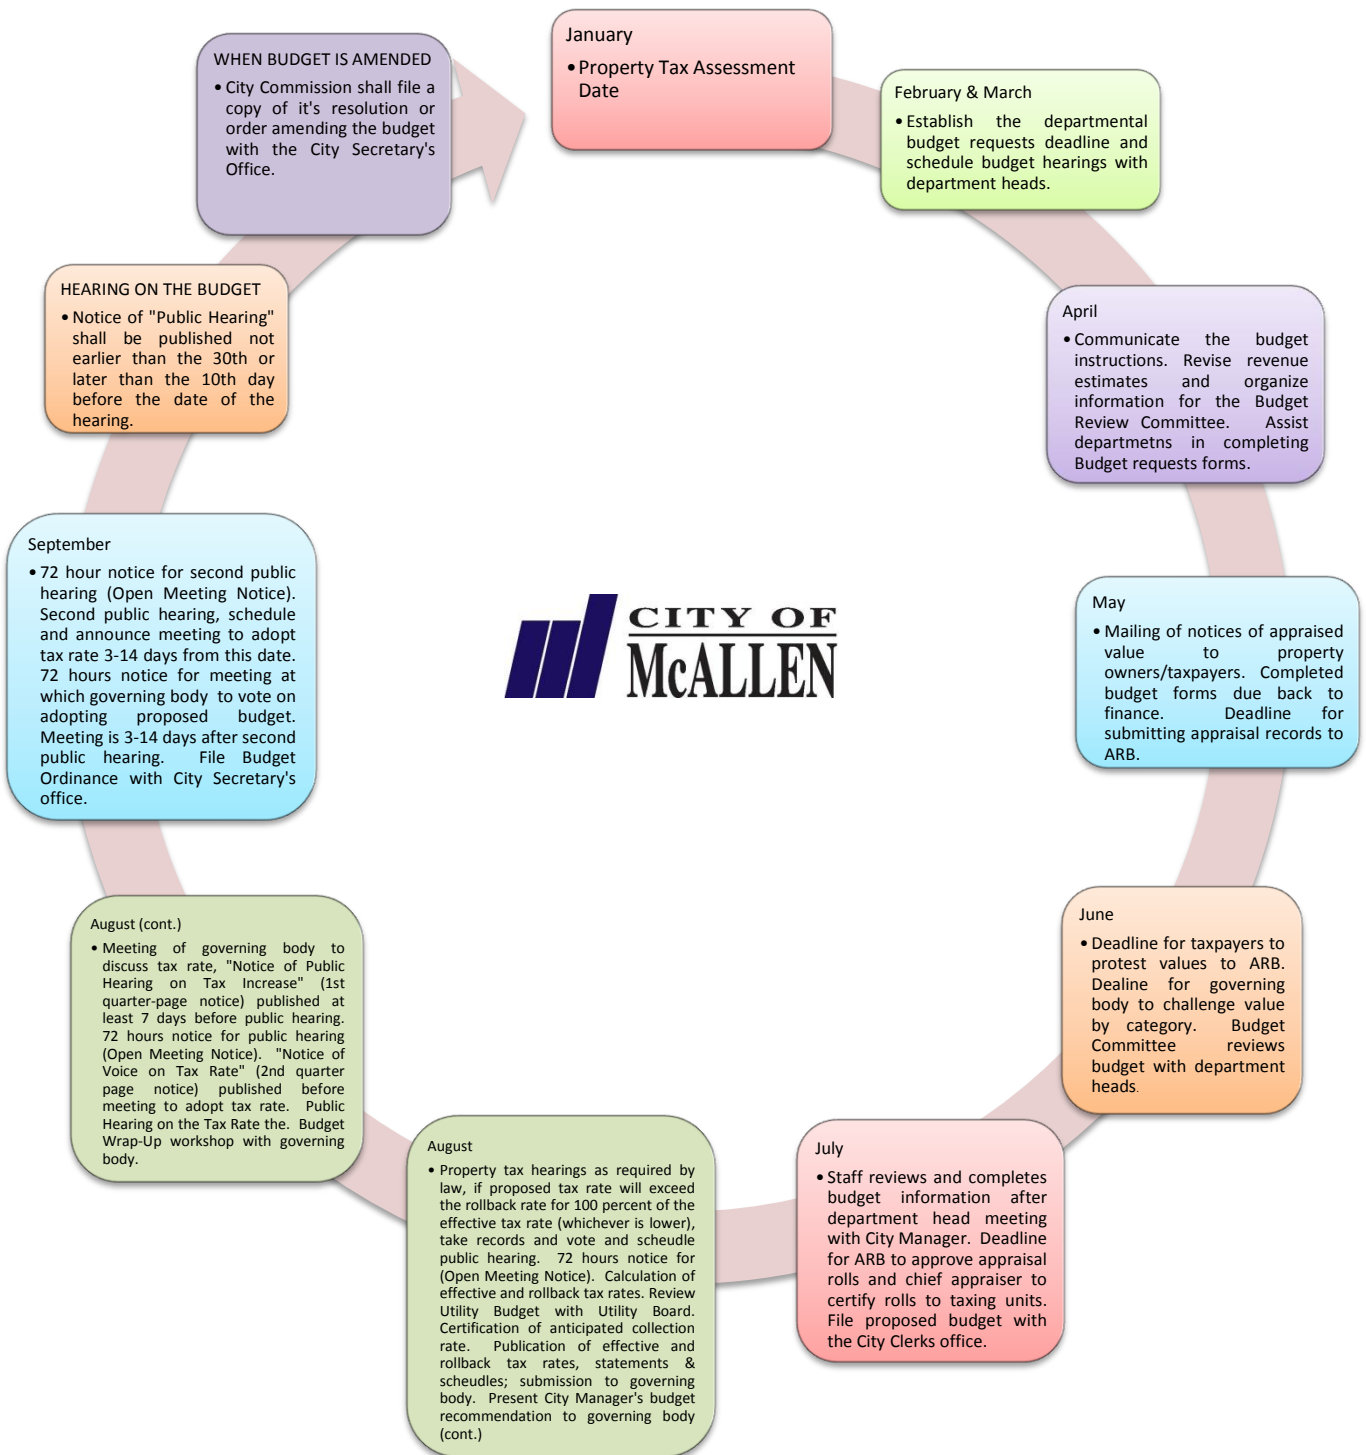 January
• Property Tax Assessment
Date
February & March
• Establish the departmental
budget requests deadline and
schedule budget hearings with
department heads.
April
• Communicate the budget
instructions. Revise revenue
estimates and organize
information for the Budget
Review Committee. Assist
departmetns in completing
Budget requests forms.
May
• Mailing of notices of appraised
value to property
owners/taxpayers. Completed
budget forms due back to
finance. Deadline for
submitting appraisal records to
ARB.
June
• Deadline for taxpayers to
protest values to ARB.
Dealine for governing
body to challenge value
by category. Budget
Committee reviews
budget with department
heads.
July
• Staff reviews and completes
budget information after
department head meeting
with City Manager. Deadline
for ARB to approve appraisal
rolls and chief appraiser to
certify rolls to taxing units.
File proposed budget with
the City Clerks office.
August
• Property tax hearings as required by
law, if proposed tax rate will exceed
the rollback rate for 100 percent of the
effective tax rate (whichever is lower),
take records and vote and scheudle
public hearing. 72 hours notice for
(Open Meeting Notice). Calculation of
effective and rollback tax rates. Review
Utility Budget with Utility Board.
Certification of anticipated collection
rate. Publication of effective and
rollback tax rates, statements &
scheudles; submission to governing
body. Present City Manager's budget
recommendation to governing body
(cont.)
August (cont.)
• Meeting of governing body to
discuss tax rate, "Notice of Public
Hearing on Tax Increase" (1st
quarter-page notice) published at
least 7 days before public hearing.
72 hours notice for public hearing
(Open Meeting Notice). "Notice of
Voice on Tax Rate" (2nd quarter
page notice) published before
meeting to adopt tax rate. Public
Hearing on the Tax Rate the. Budget
Wrap-Up workshop with governing
body.
September
• 72 hour notice for second public
hearing (Open Meeting Notice).
Second public hearing, schedule
and announce meeting to adopt
tax rate 3-14 days from this date.
72 hours notice for meeting at
which governing body to vote on
adopting proposed budget.
Meeting is 3-14 days after second
public hearing. File Budget
Ordinance with City Secretary's
office.
HEARING ON THE BUDGET
• Notice of "Public Hearing"
shall be published not
earlier than the 30th or
later than the 10th day
before the date of the
hearing.
WHEN BUDGET IS AMENDED
• City Commission shall file a
copy of it's resolution or
order amending the budget
with the City Secretary's
Office.
CITY OF
McALLEN